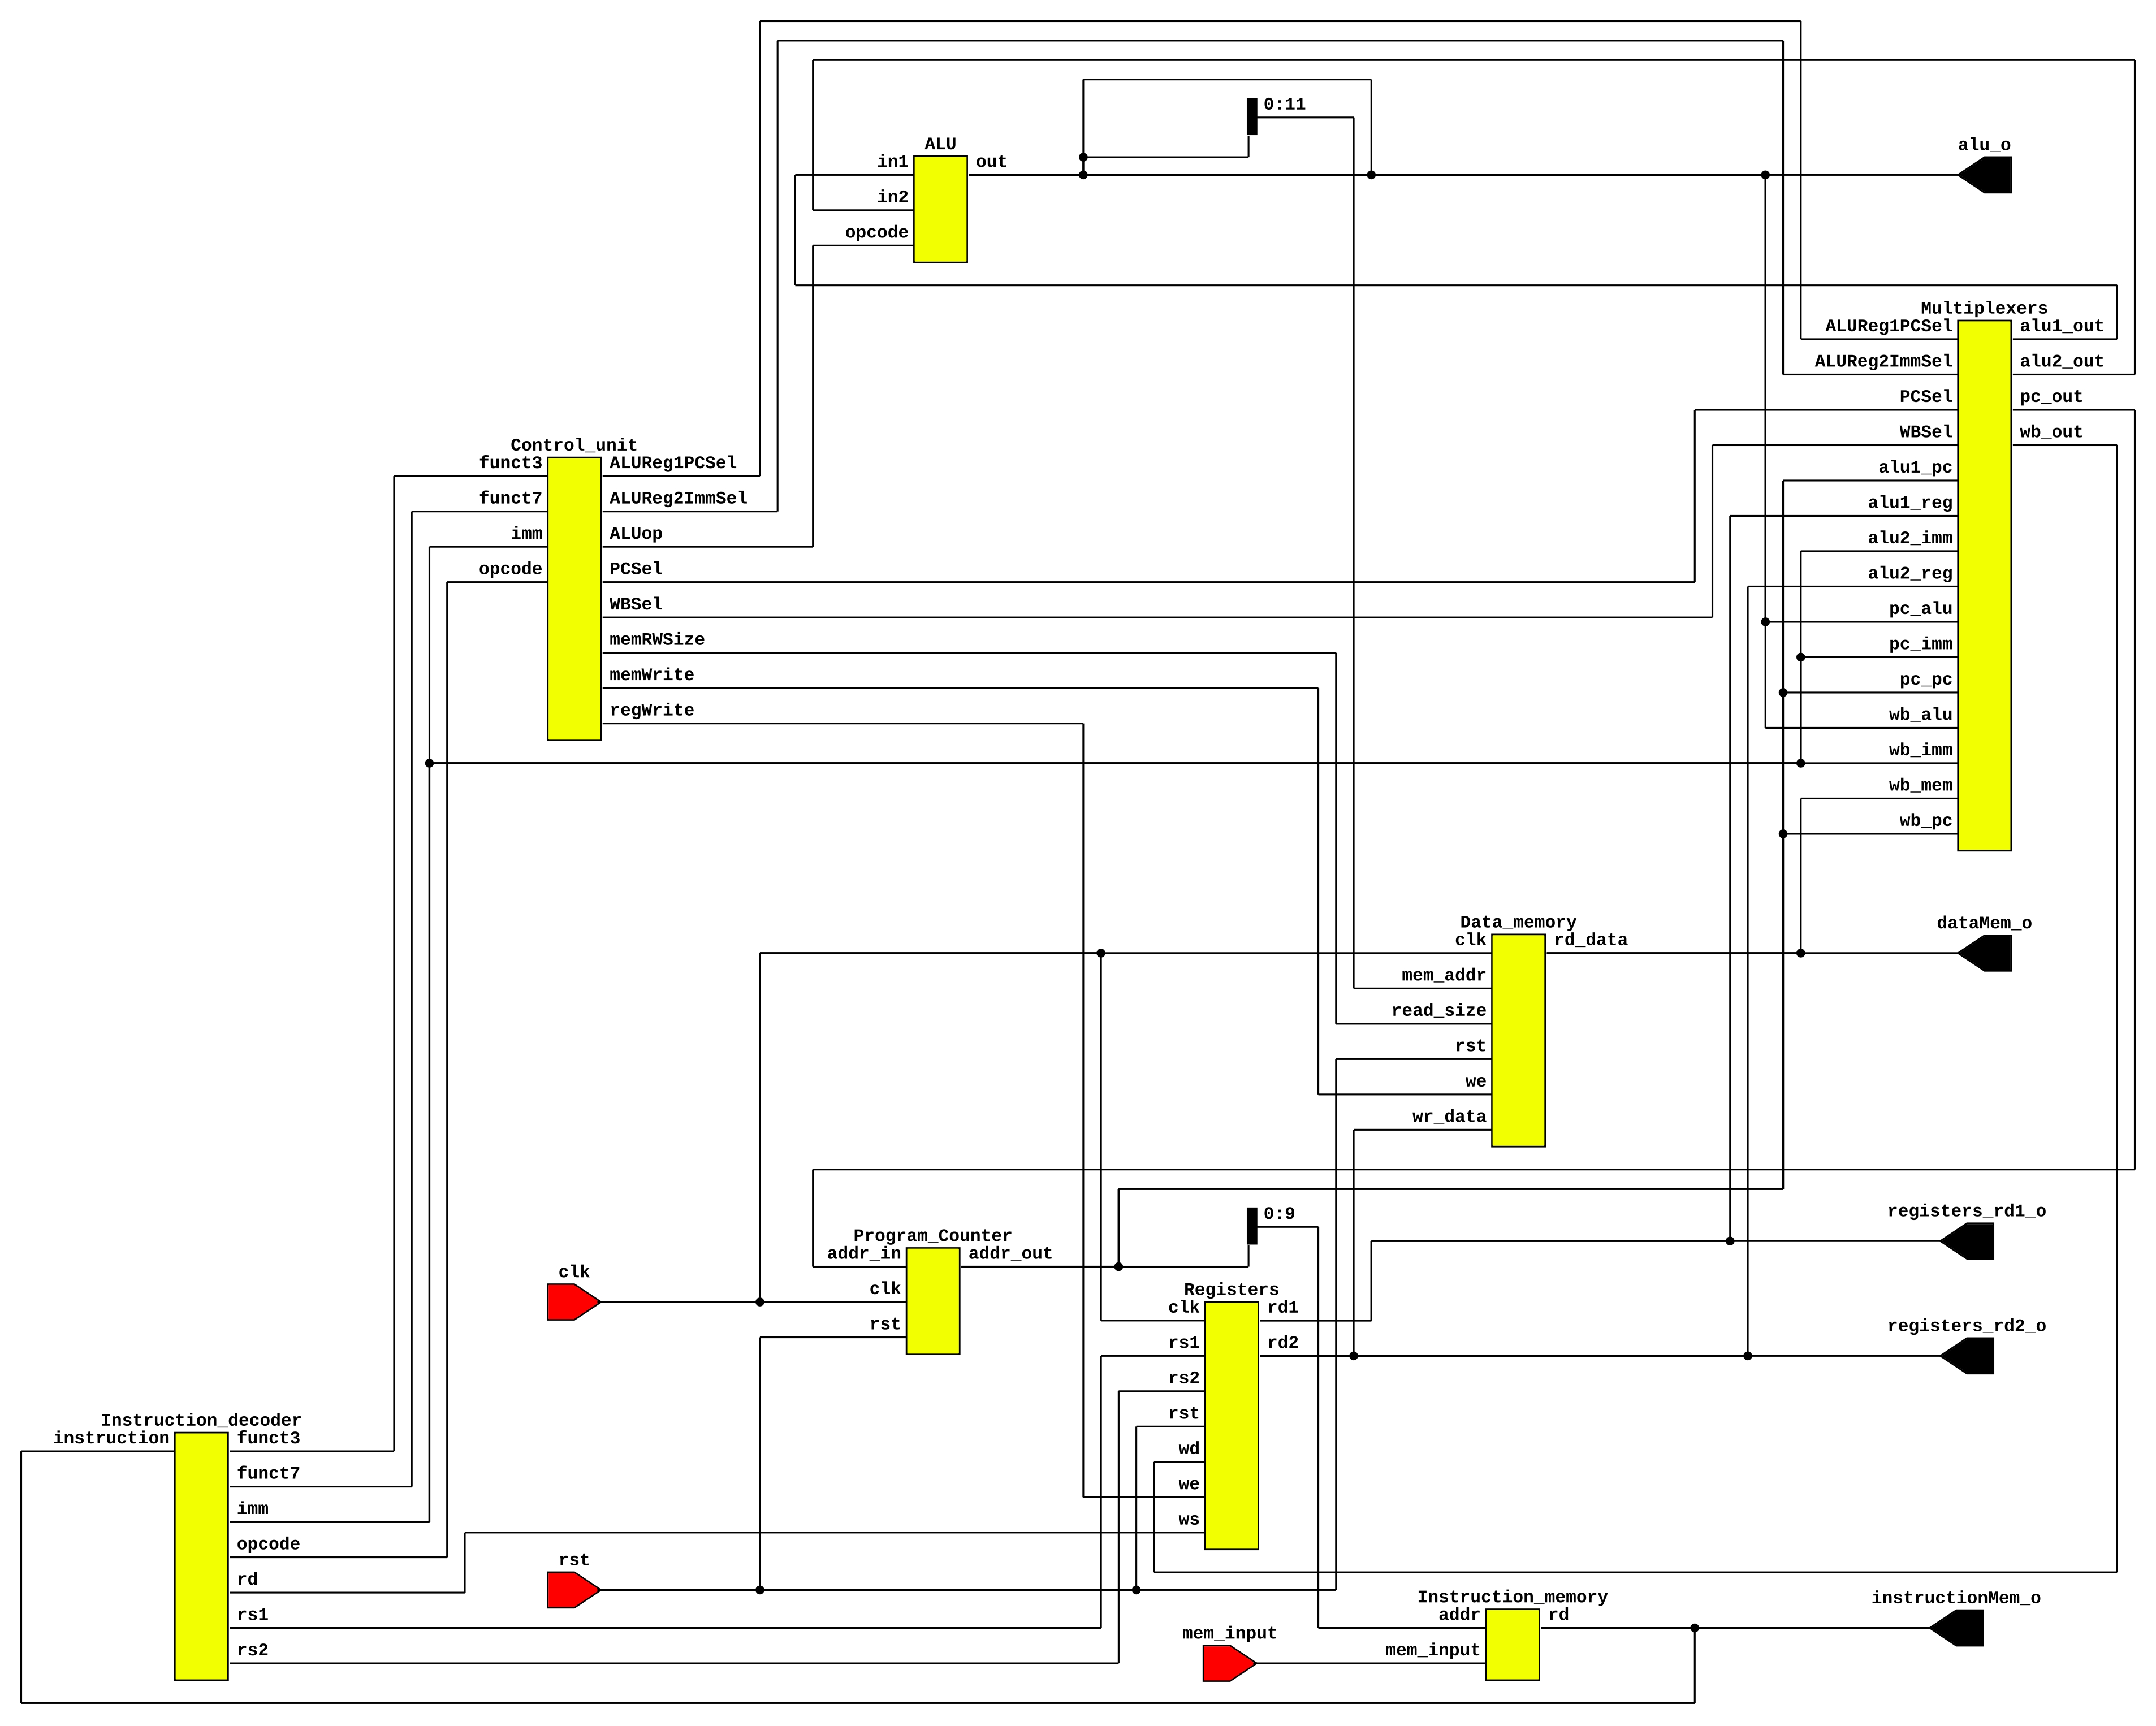 0:11
ALU
in1
out
in2
opcode
alu_o
Multiplexers
ALUReg1PCSel
alu1_out
ALUReg2ImmSel
alu2_out
PCSel
pc_out
WBSel
wb_out
alu1_pc
alu1_reg
alu2_imm
alu2_reg
pc_alu
pc_imm
pc_pc
wb_alu
wb_imm
wb_mem
wb_pc
Control_unit
funct3
ALUReg1PCSel
funct7
ALUReg2ImmSel
imm
ALUop
opcode
PCSel
WBSel
memRWSize
memWrite
regWrite
Data_memory
clk
rd_data
mem_addr
read_size
rst
we
wr_data
dataMem_o
0:9
Program_Counter
addr_in
addr_out
clk
rst
clk
Registers
clk
rd1
rs1
rd2
rs2
rst
wd
we
ws
registers_rd1_o
registers_rd2_o
Instruction_decoder
instruction
funct3
funct7
imm
opcode
rd
rs1
rs2
rst
mem_input
Instruction_memory
addr
rd
mem_input
instructionMem_o